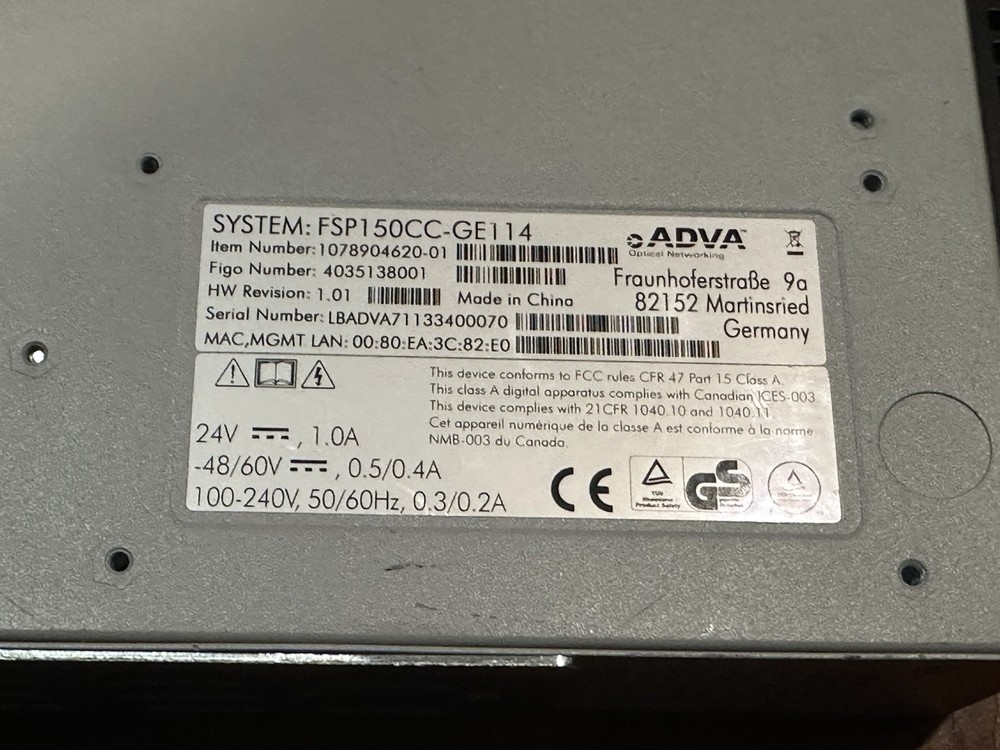 SYSTEM: FSP150CC-GE114
Item Number: 1078904620-01
Figo Number: 4035138001
HW Revision: 1.01
Made in China
Serial Number: LBADVA71133400070
MAC,MGMT LAN: 00:80:EA:3C:82:E0
ADVA™
Optical Networking
Fraunhoferstraße 9a
82152 Martinsried
Germany
This device conforms to FCC rules CFR 47 Part 15 Class A.
This class A digital apparatus complies with Canadian ICES-003.
This device complies with 21CFR 1040.10 and 1040.11.
Cet appareil numérique de la classe A est conforme à la norme
NMB-003 du Canada.
24V ⎓, 1.0A
-48/60V ⎓, 0.5/0.4A
100-240V, 50/60Hz, 0.3/0.2A
CE
TÜV
Rheinland
Product Safety
GS